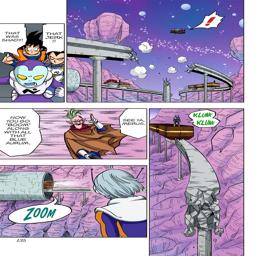 THAT
WAS
SHADY!
THAT
JERK
!!
!
NOW
YOU GO
"BOOM"
ALONG
WITH ALL
THAT
BLUE
AURUM.
SEE YA,
MERUS.
KLUNK
KLUNK
ZOOM